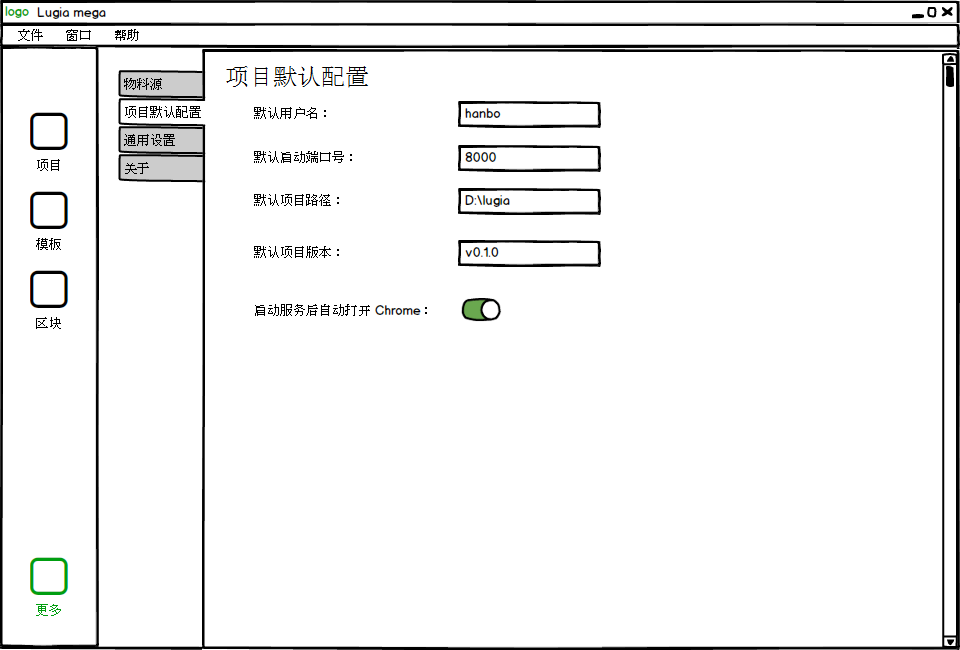 logo Lugia mega
文件 窗口 帮助
项目
模板
区块
更多
物料源
项目默认配置
通用设置
关于
项目默认配置
默认用户名： hanbo
默认启动端口号： 8000
默认项目路径： D:\lugia
默认项目版本： v0.1.0
启动服务后自动打开 Chrome：